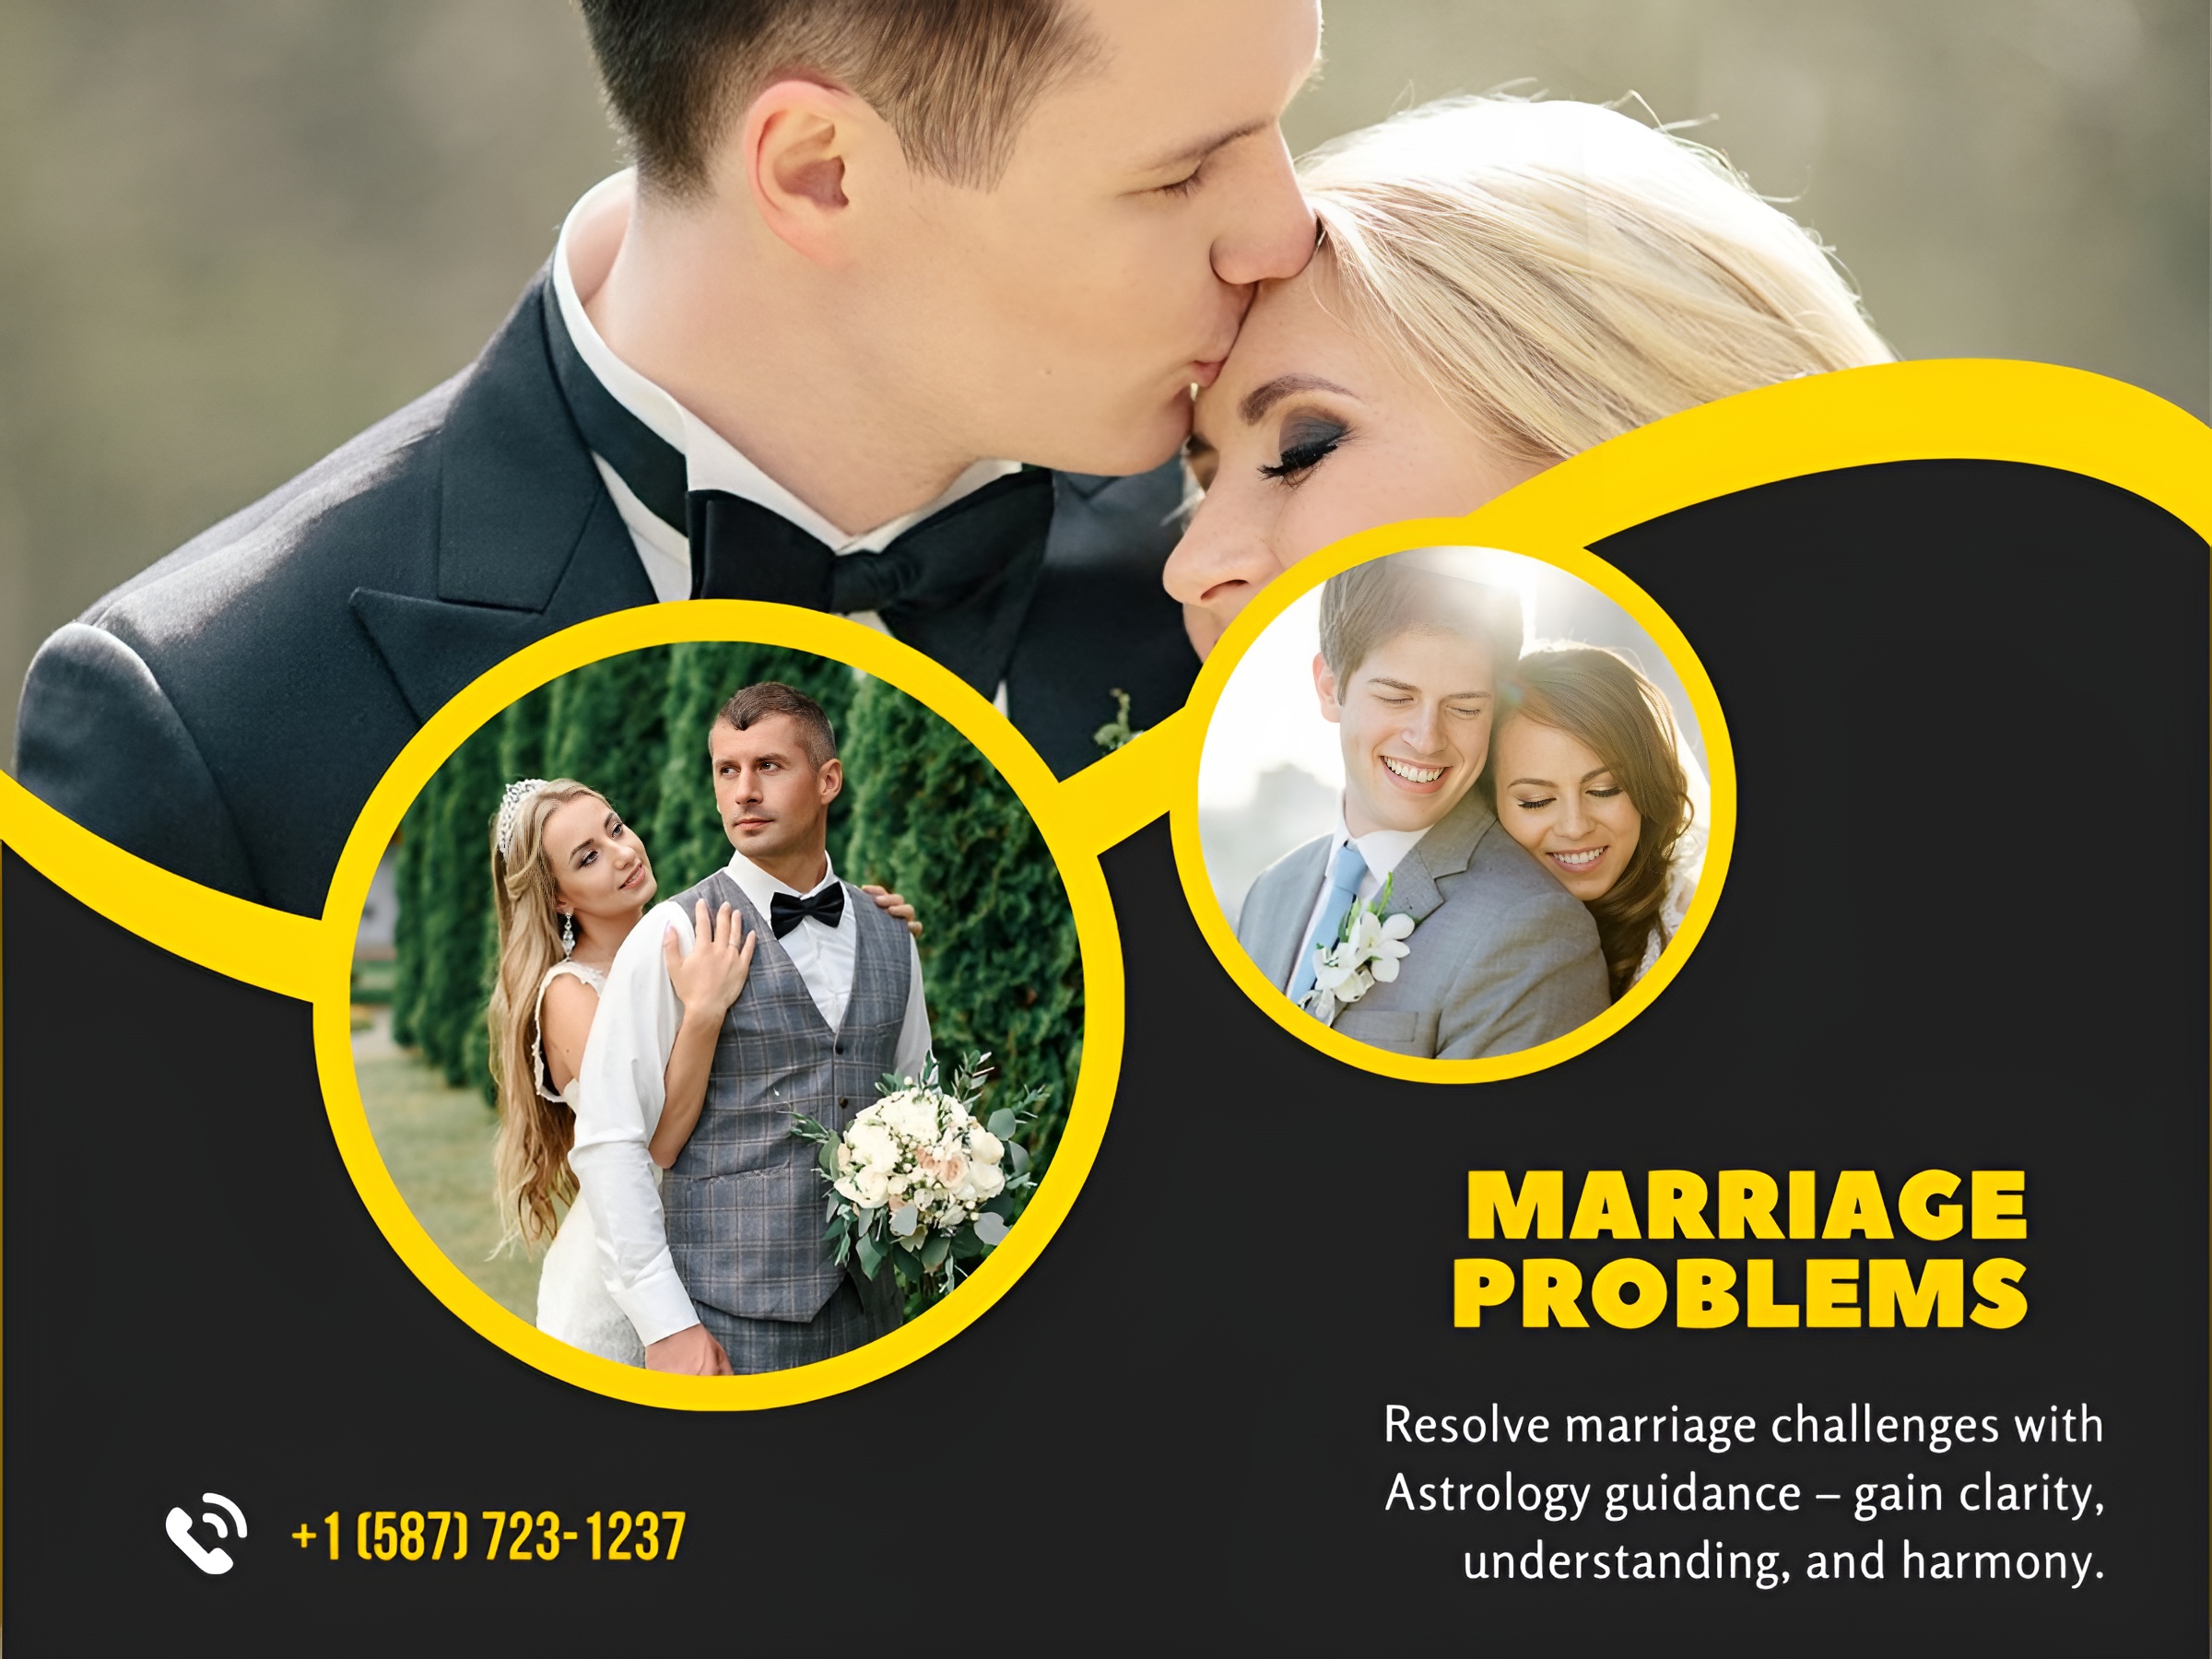 MARRIAGE
PROBLEMS
Resolve marriage challenges with
Astrology guidance – gain clarity,
understanding, and harmony.
+1 (587) 723-1237